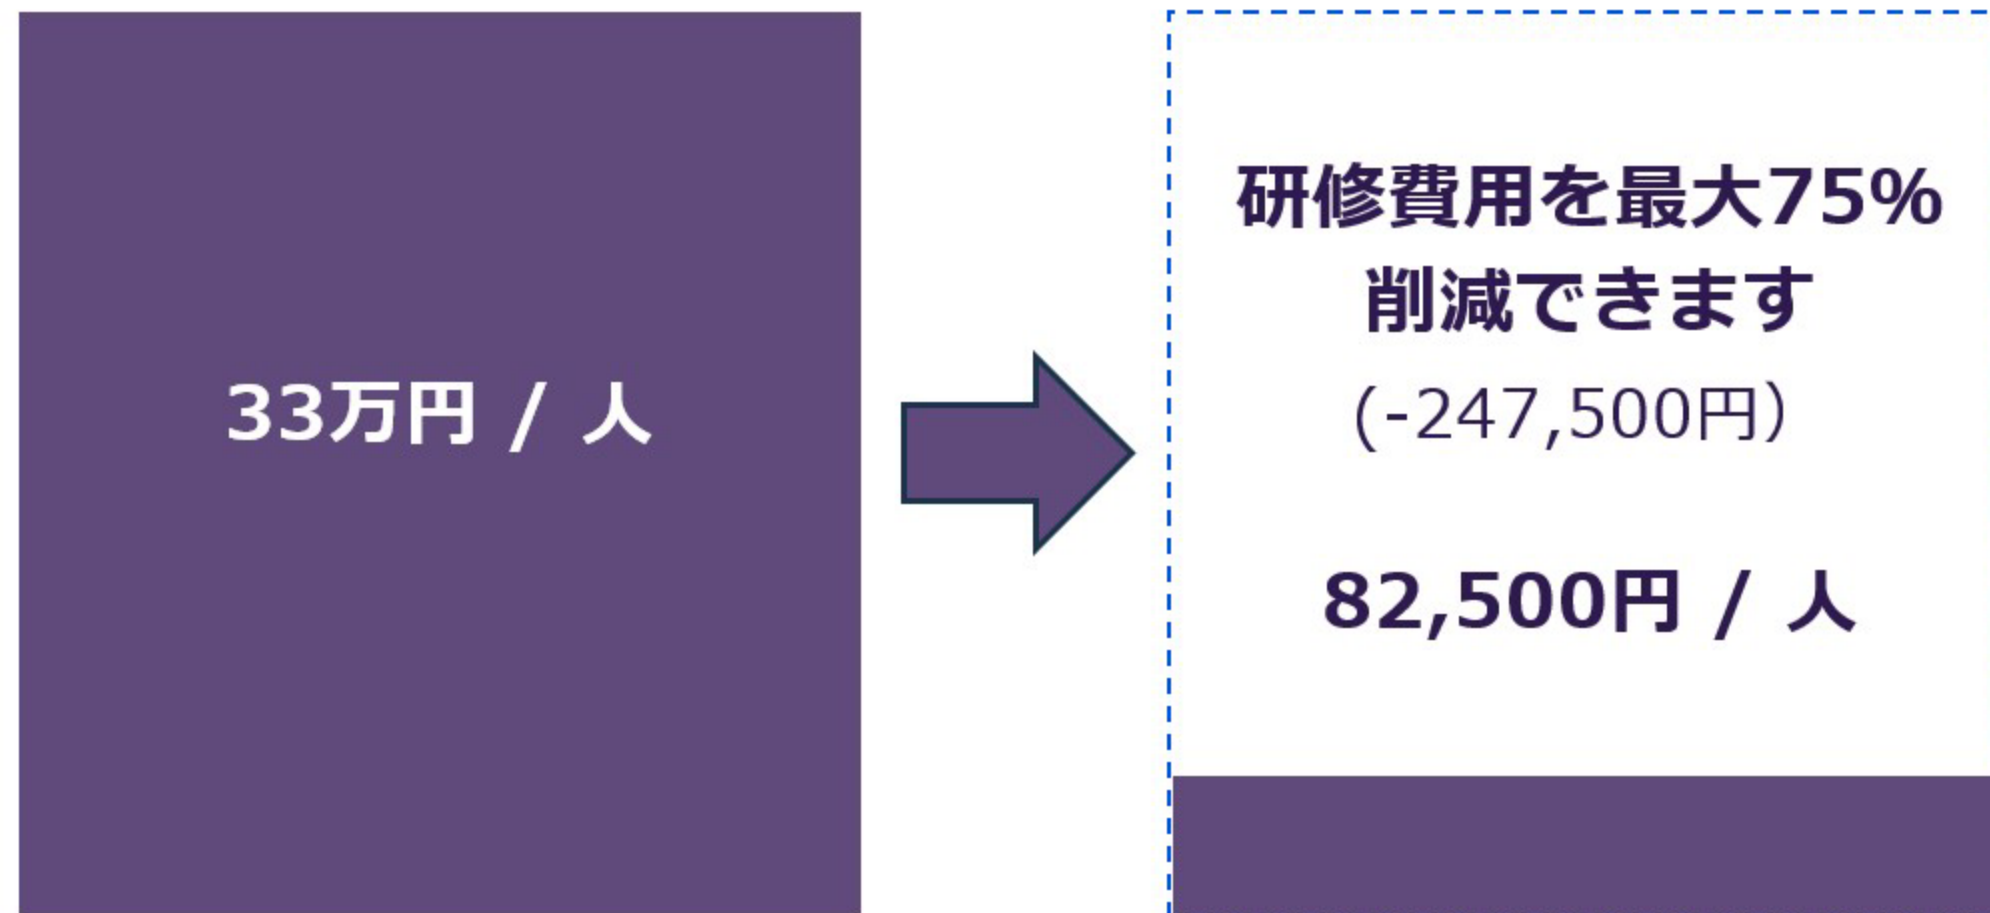 33万円 / 人
研修費用を最大75%
削減できます
(-247,500円）
82,500円 / 人